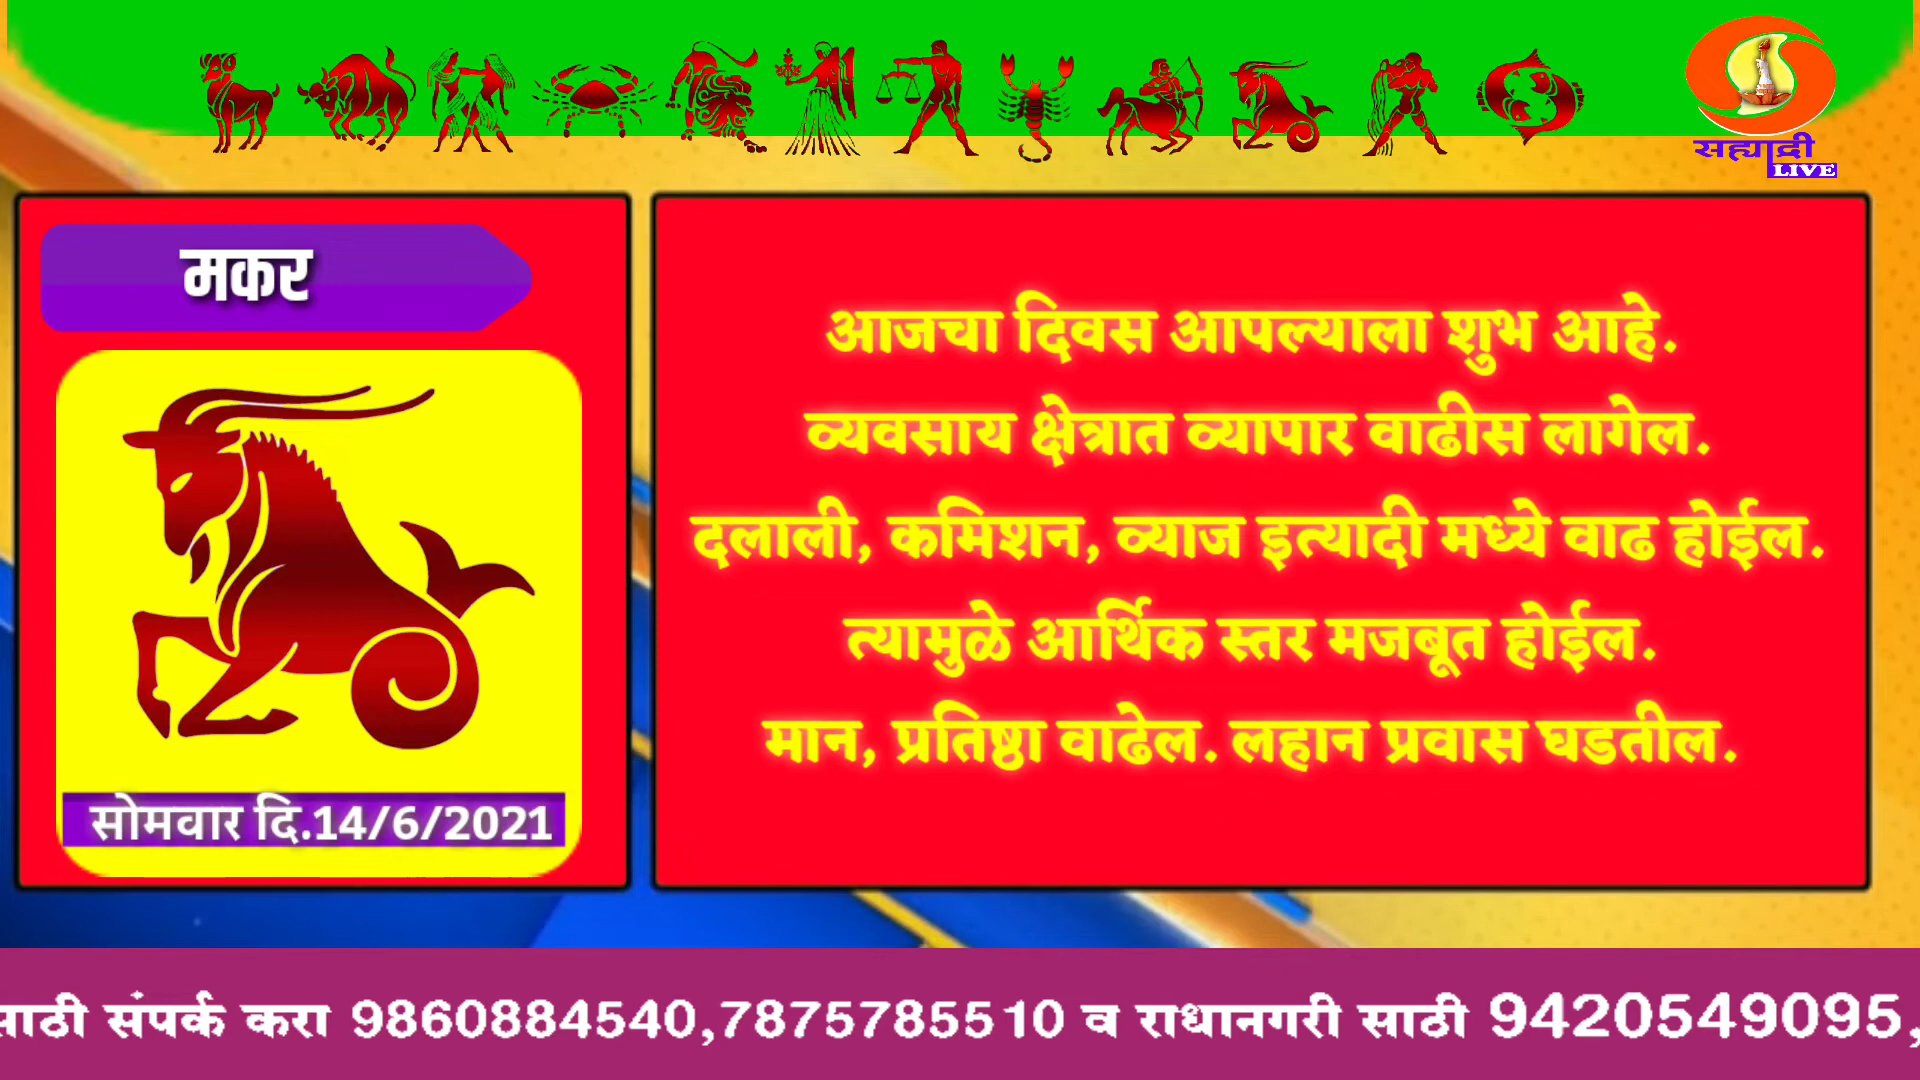 सह्याद्री
LIVE
मकर
सोमवार दि.14/6/2021
आजचा दिवस आपल्याला शुभ आहे.
व्यवसाय क्षेत्रात व्यापार वाढीस लागेल.
दलाली, कमिशन, व्याज इत्यादी मध्ये वाढ होईल.
त्यामुळे आर्थिक स्तर मजबूत होईल.
मान, प्रतिष्ठा वाढेल. लहान प्रवास घडतील.
साठी संपर्क करा 9860884540,7875785510 व राधानगरी साठी 9420549095,